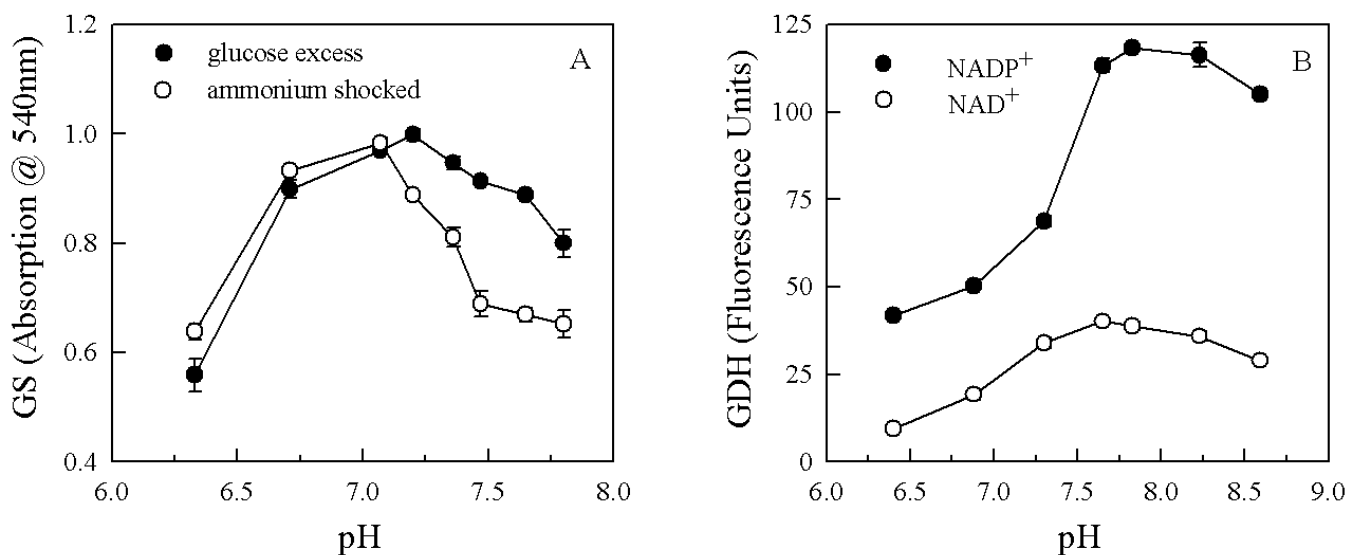 GS (Absorption @ 540nm)
1.2
1.0
0.8
0.6
0.4
glucose excess
ammonium shocked
A
6.0 6.5 7.0 7.5 8.0
pH
GDH (Fluorescence Units)
125
100
75
50
25
0
NADP⁺
NAD⁺
B
6.0 6.5 7.0 7.5 8.0 8.5 9.0
pH